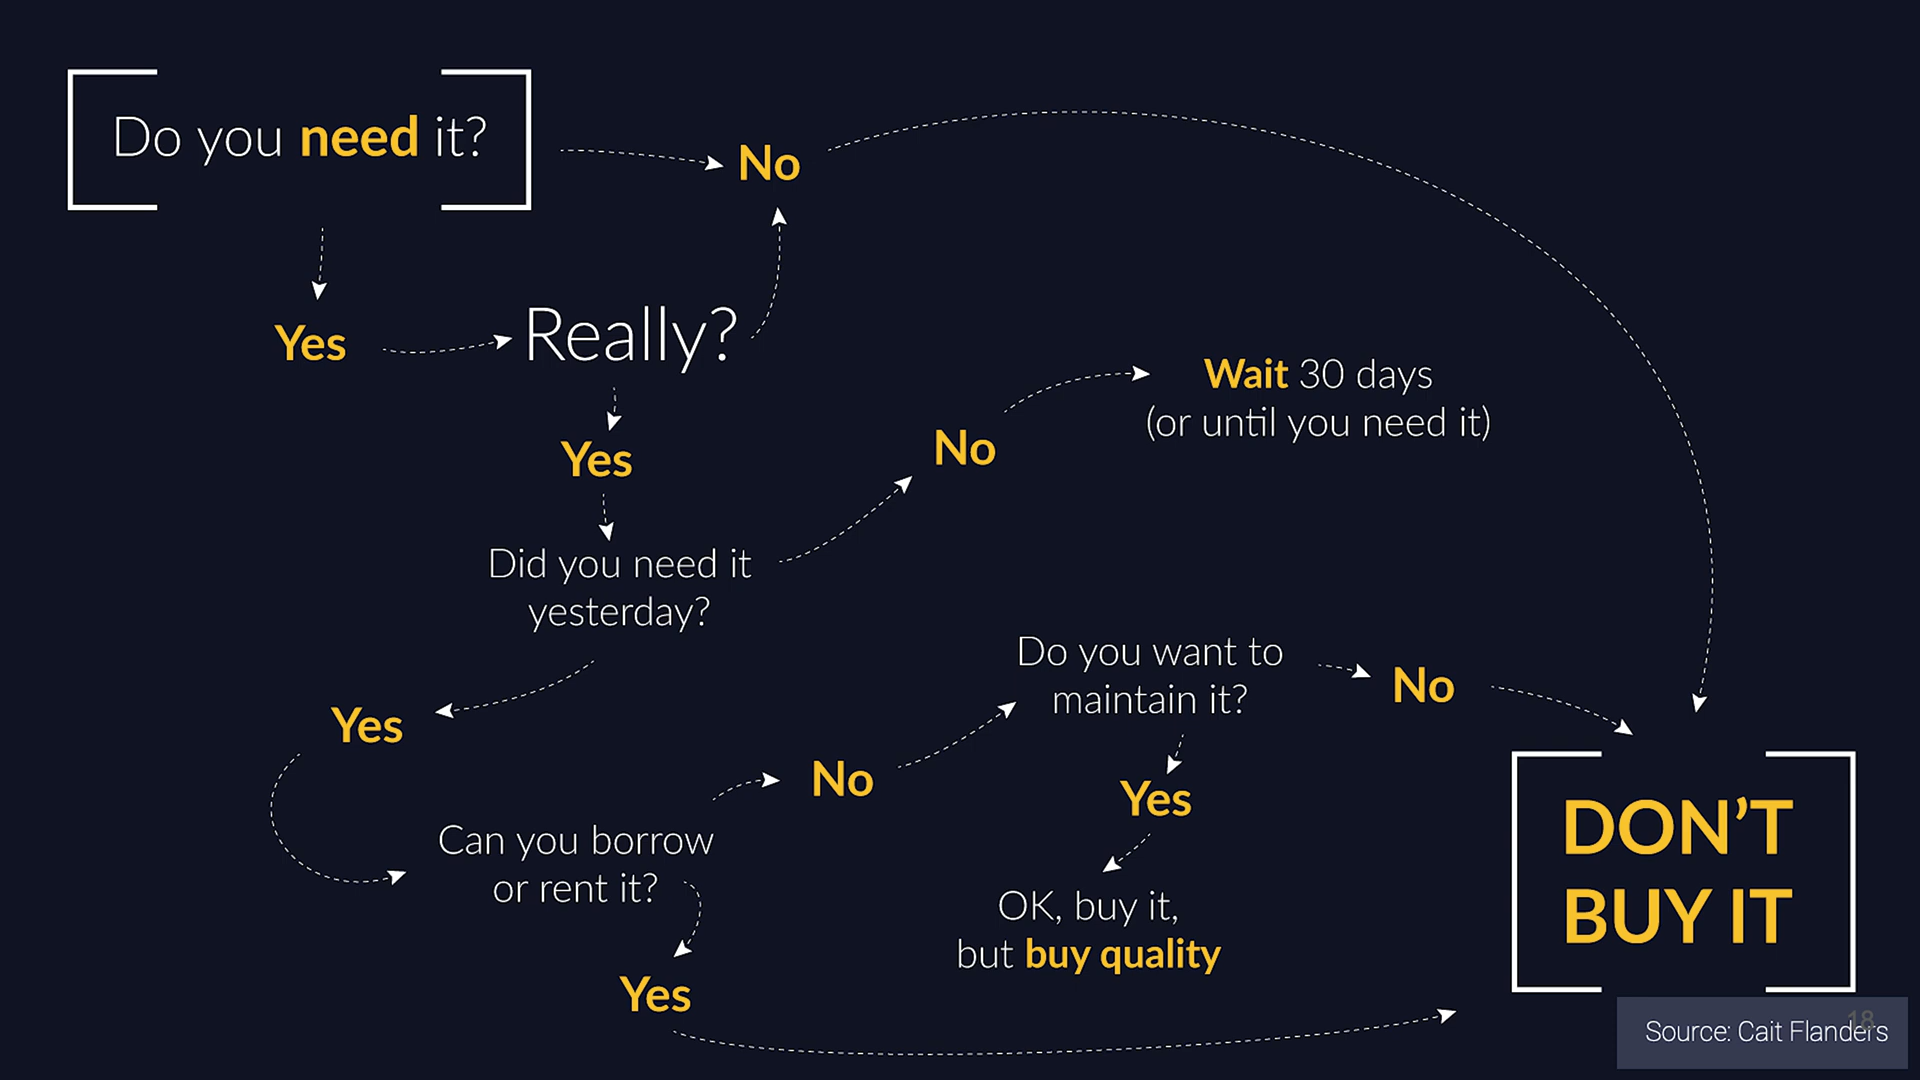 Do you need it?
No
Yes
Really?
Wait 30 days
(or until you need it)
No
Yes
Did you need it
yesterday?
Do you want to
maintain it?
No
Yes
No
Yes
Can you borrow
or rent it?
OK, buy it,
but buy quality
Yes
DON'T
BUY IT
18
Source: Cait Flanders